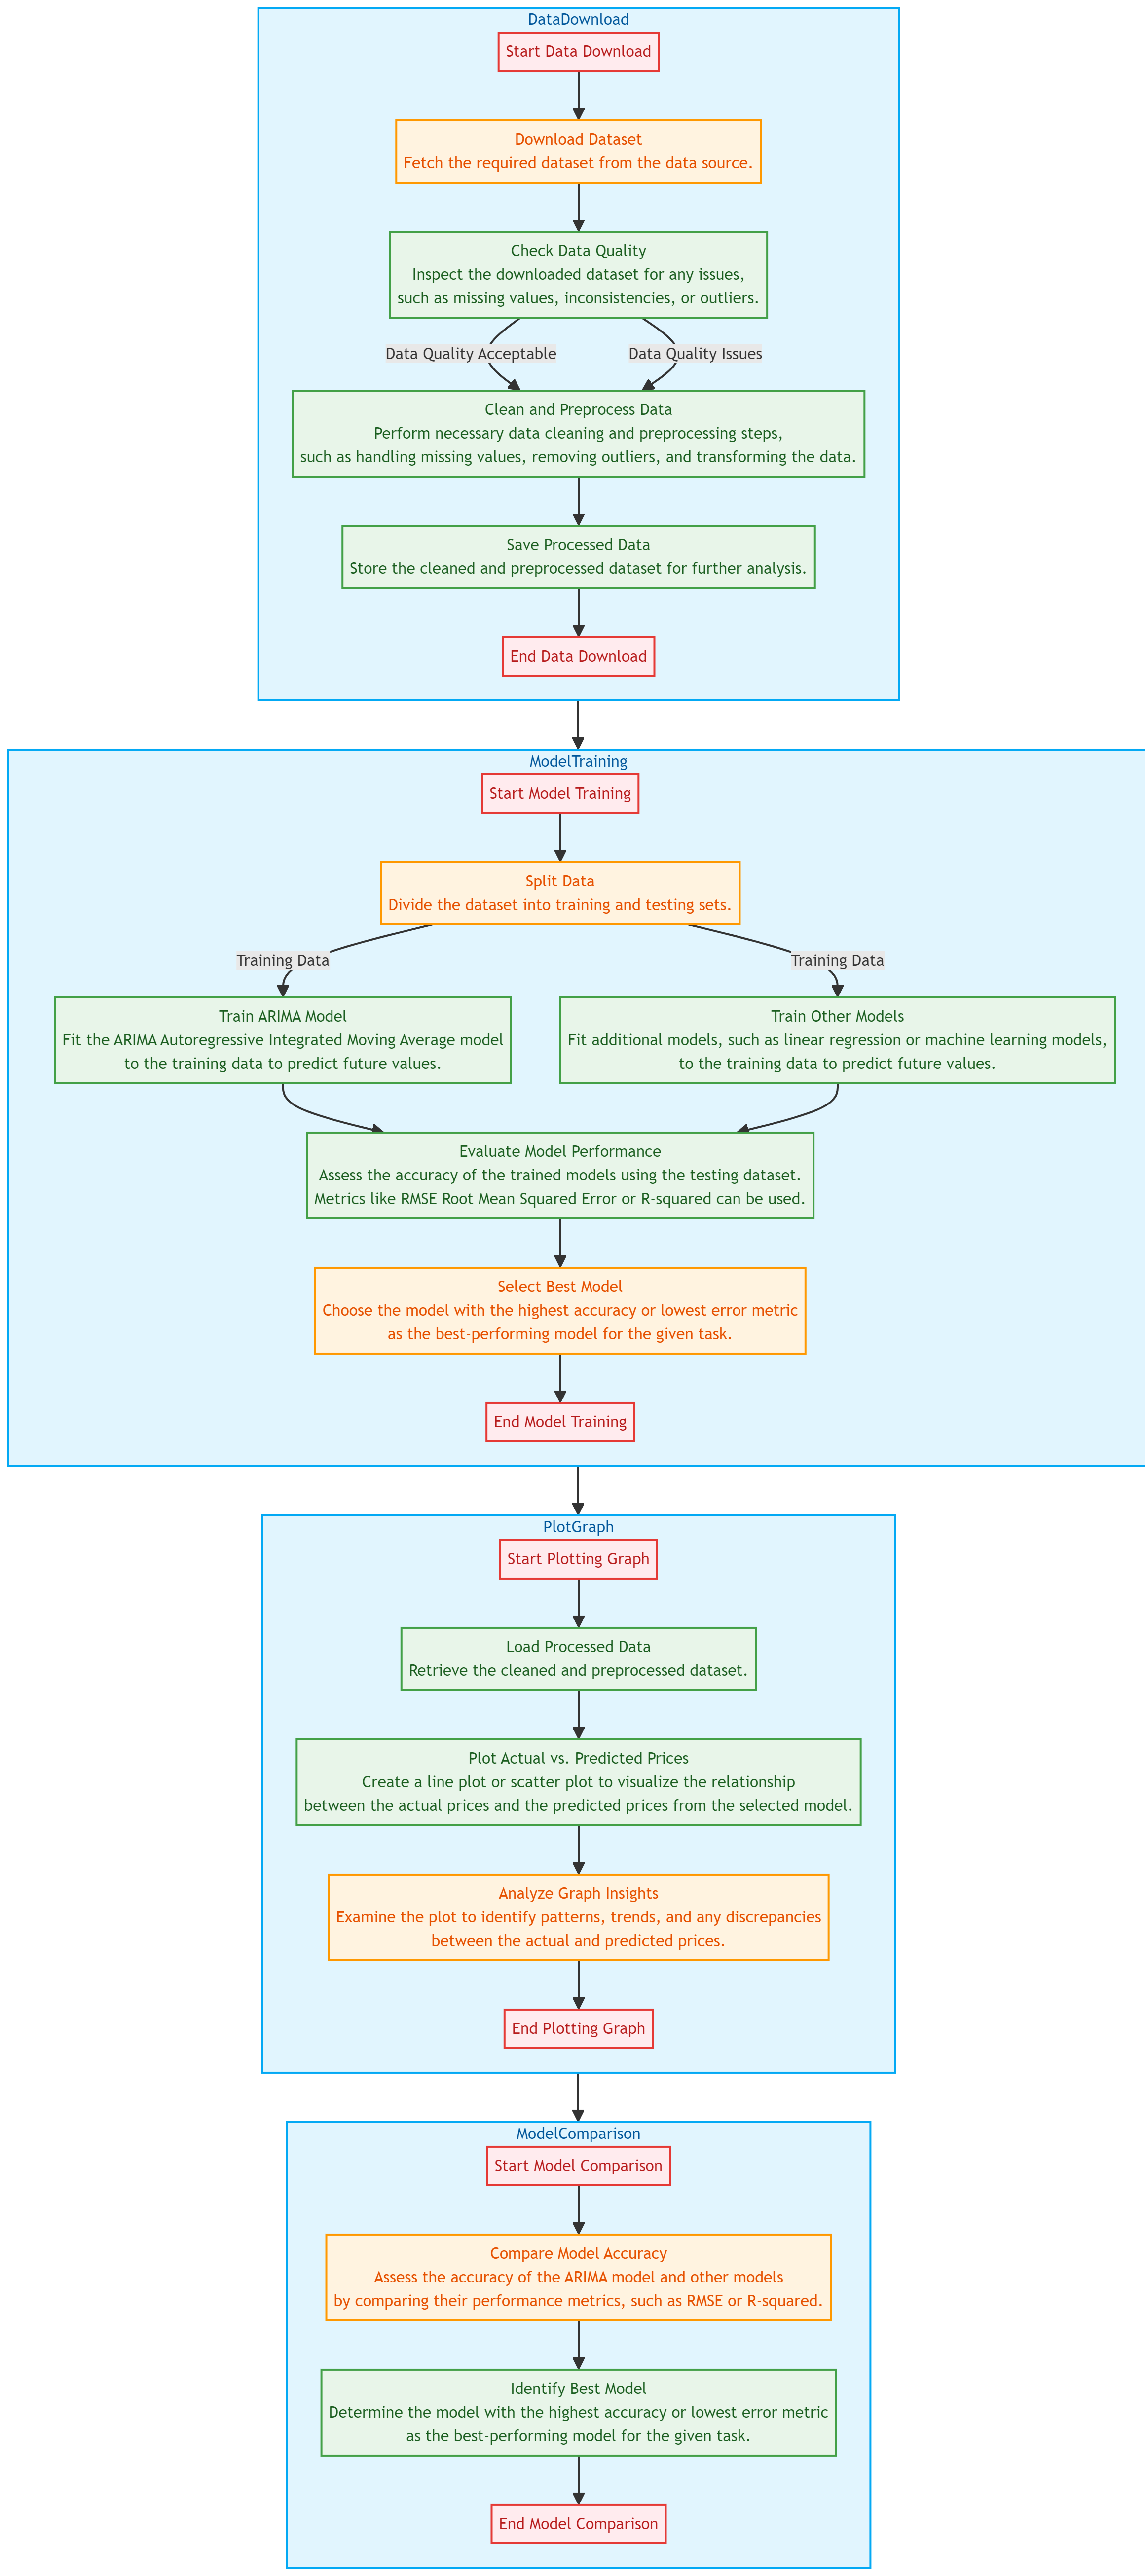 DataDownload
Start Data Download
Download Dataset
Fetch the required dataset from the data source.
Check Data Quality
Inspect the downloaded dataset for any issues,
such as missing values, inconsistencies, or outliers.
Data Quality Acceptable
Data Quality Issues
Clean and Preprocess Data
Perform necessary data cleaning and preprocessing steps,
such as handling missing values, removing outliers, and transforming the data.
Save Processed Data
Store the cleaned and preprocessed dataset for further analysis.
End Data Download
ModelTraining
Start Model Training
Split Data
Divide the dataset into training and testing sets.
Training Data
Training Data
Train ARIMA Model
Fit the ARIMA Autoregressive Integrated Moving Average model
to the training data to predict future values.
Train Other Models
Fit additional models, such as linear regression or machine learning models,
to the training data to predict future values.
Evaluate Model Performance
Assess the accuracy of the trained models using the testing dataset.
Metrics like RMSE Root Mean Squared Error or R-squared can be used.
Select Best Model
Choose the model with the highest accuracy or lowest error metric
as the best-performing model for the given task.
End Model Training
PlotGraph
Start Plotting Graph
Load Processed Data
Retrieve the cleaned and preprocessed dataset.
Plot Actual vs. Predicted Prices
Create a line plot or scatter plot to visualize the relationship
between the actual prices and the predicted prices from the selected model.
Analyze Graph Insights
Examine the plot to identify patterns, trends, and any discrepancies
between the actual and predicted prices.
End Plotting Graph
ModelComparison
Start Model Comparison
Compare Model Accuracy
Assess the accuracy of the ARIMA model and other models
by comparing their performance metrics, such as RMSE or R-squared.
Identify Best Model
Determine the model with the highest accuracy or lowest error metric
as the best-performing model for the given task.
End Model Comparison